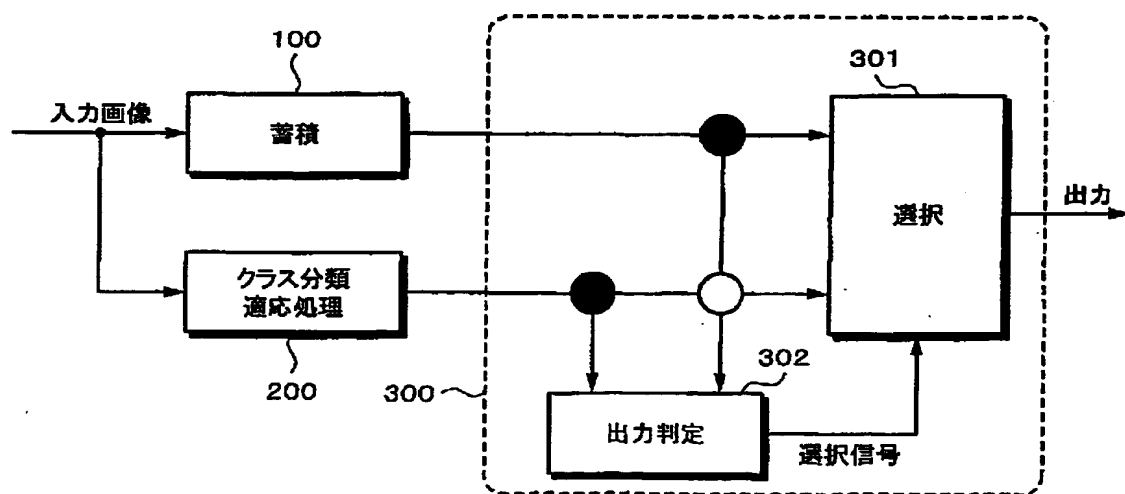 100
301
入力画像
蓄積
選択
出力
クラス分類
適応処理
200
300
302
出力判定
選択信号